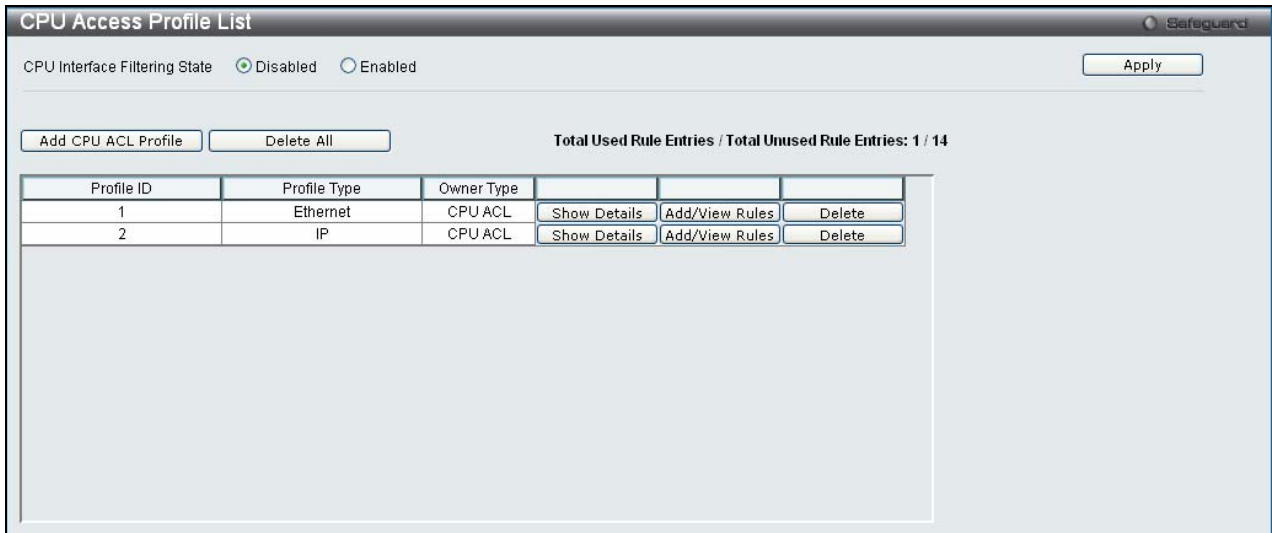 CPU Access Profile List
Safeguard
CPU Interface Filtering State Disabled Enabled Apply
Add CPU ACL Profile Delete All Total Used Rule Entries / Total Unused Rule Entries: 1 / 14
Profile ID Profile Type Owner Type
1 Ethernet CPU ACL Show Details Add/View Rules Delete
2 IP CPU ACL Show Details Add/View Rules Delete